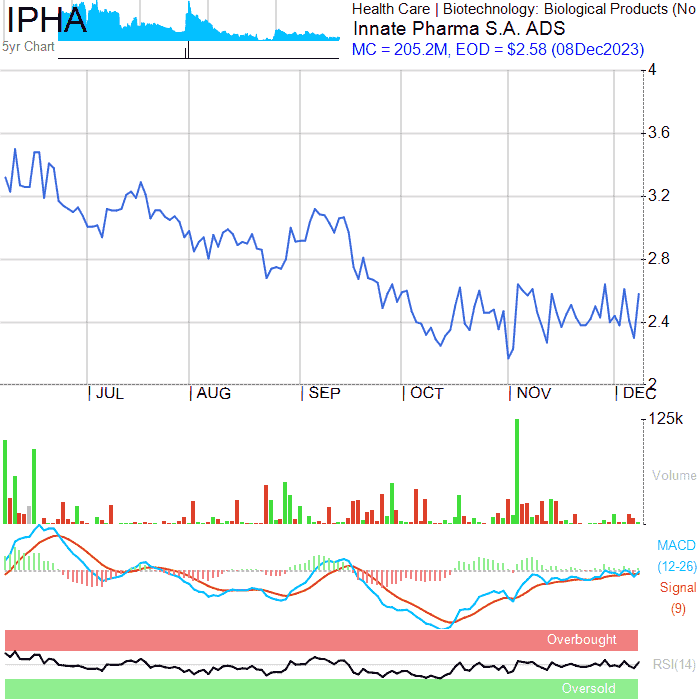 IPHA
5yr Chart
Health Care | Biotechnology: Biological Products (No
Innate Pharma S.A. ADS
MC = 205.2M, EOD = $2.58 (08Dec2023)
4
3.6
3.2
2.8
2.4
2
JUL
AUG
SEP
OCT
NOV
DEC
125k
Volume
MACD
(12-26)
Signal
(9)
Overbought
RSI(14)
Oversold